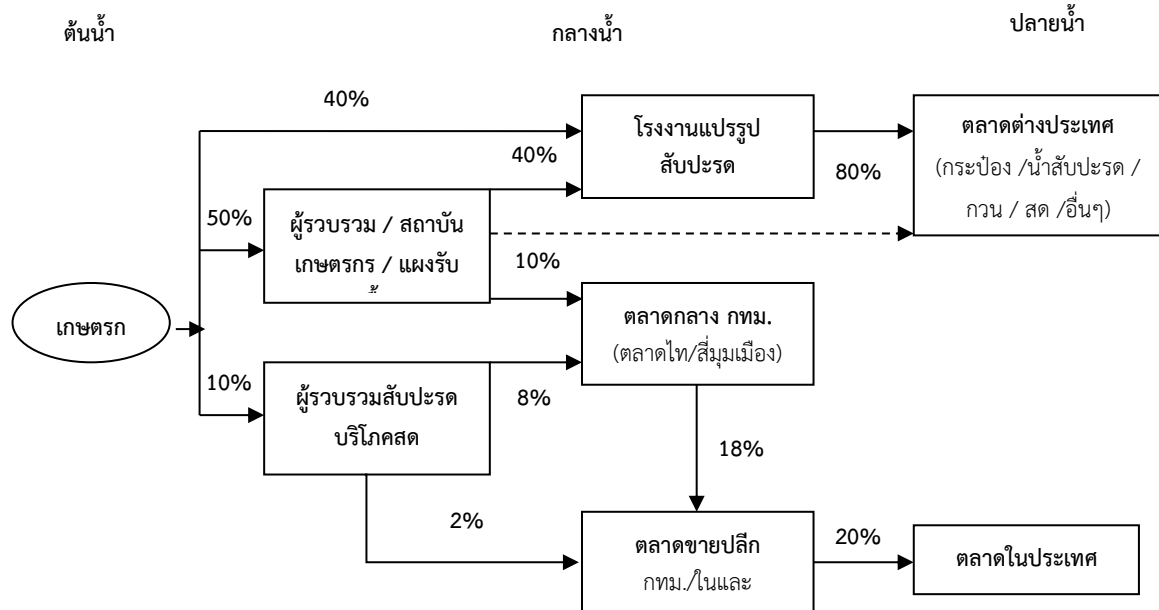 ต้นน้ำ
กลางน้ำ
ปลายน้ำ
40%
โรงงานแปรรูป
สับปะรด
40%
80%
ตลาดต่างประเทศ
(กระป๋อง /น้ำสับปะรด /
กวน / สด /อื่นๆ)
50%
ผู้รวบรวม / สถาบัน
เกษตรกร / แผงรับ
10%
เกษตรก
ตลาดกลาง กทม.
(ตลาดไท/สี่มุมเมือง)
10%
ผู้รวบรวมสับปะรด
บริโภคสด
8%
18%
2%
ตลาดขายปลีก
กทม./ในและ
20%
ตลาดในประเทศ